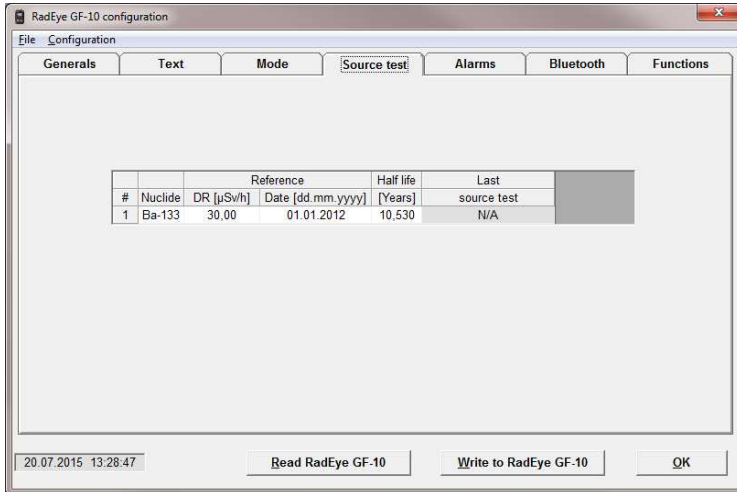 RadEye GF-10 configuration
File Configuration
Generals Text Mode Source test Alarms Bluetooth Functions
Reference Half life Last
# Nuclide DR [µSv/h] Date [dd.mm.yyyy] [Years] source test
1 Ba-133 30,00 01.01.2012 10,530 N/A
20.07.2015 13:28:47 Read RadEye GF-10 Write to RadEye GF-10 OK